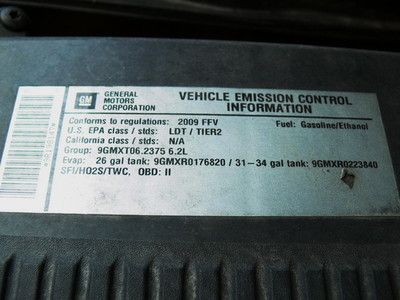 GM
GENERAL
MOTORS
CORPORATION
VEHICLE EMISSION CONTROL
INFORMATION
Conforms to regulations: 2009 FFV
Fuel: Gasoline/Ethanol
U.S. EPA class / stds: LDT / TIER2
California class / stds: N/A
Group: 9GMXT06.2375 6.2L
Evap: 26 gal tank: 9GMXR0176820 / 31-34 gal tank: 9GMXR0223840
SFI/HO2S/TWC, OBD: II